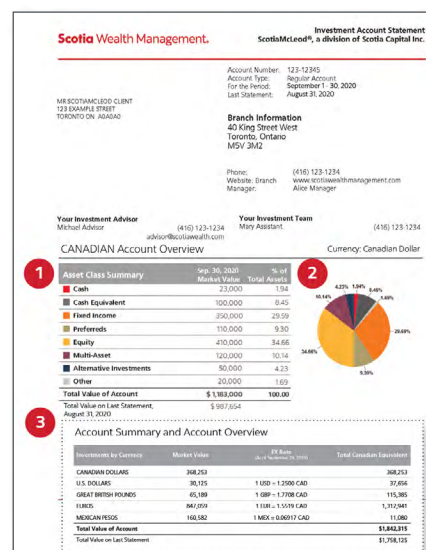 Scotia Wealth Management.
Investment Account Statement
ScotiaMcLeod®, a division of Scotia Capital Inc.
Account Number: 123-12345
Account Type: Regular Account
For the Period: September 1 - 30, 2020
Last Statement: August 31, 2020
MR SCOTIAMCLEOD CLIENT
123 EXAMPLE STREET
TORONTO ON A0A0A0
Branch Information
40 King Street West
Toronto, Ontario
M5V 3M2
Phone: (416) 123-1234
Website: Branch www.scotiawealthmanagement.com
Manager: Alice Manager
Your Investment Advisor
Michael Advisor (416) 123-1234
advisor@scotiawealth.com
Your Investment Team
Mary Assistant (416) 123 1234
CANADIAN Account Overview Currency: Canadian Dollar
1
Asset Class Summary Sep. 30, 2020 Market Value % of Total Assets
Cash 23,000 1.94
Cash Equivalent 100,000 8.45
Fixed Income 350,000 29.59
Preferreds 110,000 9.30
Equity 410,000 34.66
Multi-Asset 120,000 10.14
Alternative Investments 50,000 4.23
Other 20,000 1.69
Total Value of Account $1,183,000 100.00
Total Value on Last Statement, August 31, 2020 $ 987,654
2
4.23% 1.94% 8.45%
10.14% 1.69%
29.59%
34.66%
9.30%
3
Account Summary and Account Overview
Investments by Currency Market Value EX Rate Total Canadian Equivalent
CANADIAN DOLLARS 368,253 368,253
U.S. DOLLARS 30,125 1 USD = 1.2500 CAD 37,656
GREAT BRITISH POUNDS 65,189 1 GBP = 1.7708 CAD 115,385
EUROS 847,059 1 EUR = 1.5519 CAD 1,312,941
MEXICAN PESOS 160,582 1 MEX = 0.06917 CAD 11,080
Total Value of Account $1,842,315
Total Value on Last Statement $1,758,125